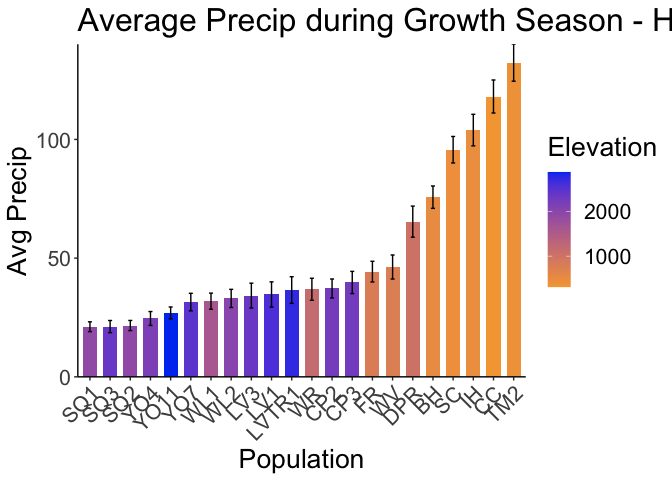 Average Precip during Growth Season - H
Avg Precip
100
50
0
SQ1
SQ3
SQ2
YO4
YO11
YO7
WL1
WL2
LV3
LV1
LVTR1
WR
CP2
CP3
FR
WV
DPR
BH
SC
IH
CC
TM2
Population
Elevation
2000
1000